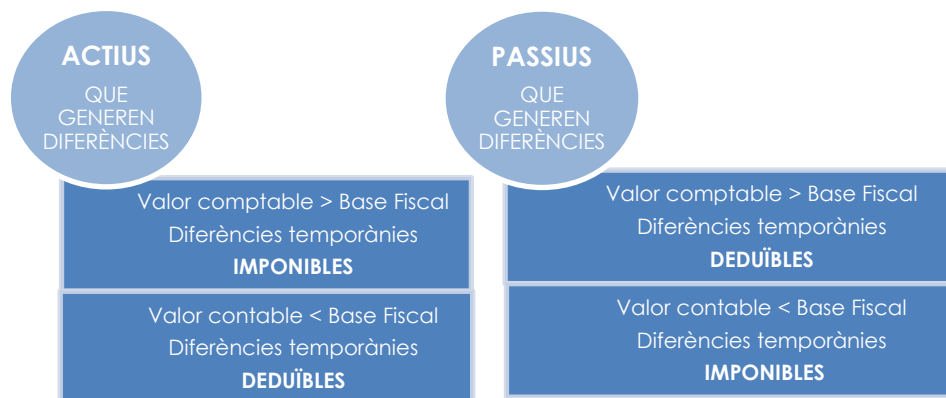 ACTIUS
QUE
GENEREN
DIFERÈNCIES
Valor comptable > Base Fiscal
Diferències temporànies
IMPONIBLES
Valor contable < Base Fiscal
Diferències temporànies
DEDUÏBLES
PASSIUS
QUE
GENEREN
DIFERÈNCIES
Valor comptable > Base Fiscal
Diferències temporànies
DEDUÏBLES
Valor contable < Base Fiscal
Diferències temporànies
IMPONIBLES